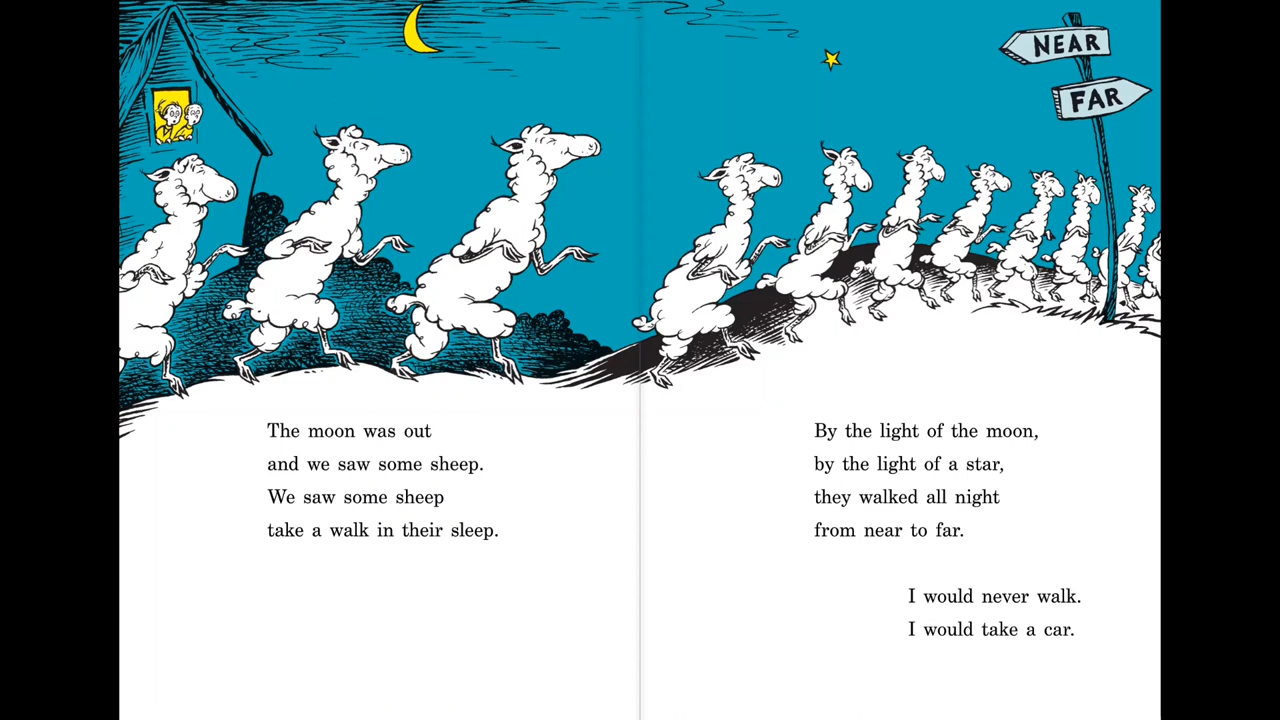 NEAR
FAR
The moon was out
and we saw some sheep.
We saw some sheep
take a walk in their sleep.
By the light of the moon,
by the light of a star,
they walked all night
from near to far.
I would never walk.
I would take a car.